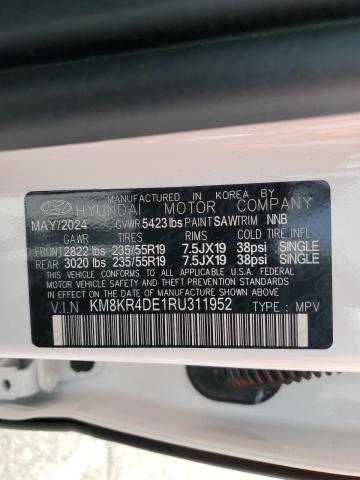 MANUFACTURED IN KOREA BY
HYUNDAI MOTOR COMPANY
MAY/2024 GVWR 5423 lbs PAINT SAW TRIM NNB
GAWR TIRES RIMS COLD TIRE INFL
FRONT 2822 lbs 235/55R19 7.5JX19 38psi SINGLE
REAR 3020 lbs 235/55R19 7.5JX19 38psi SINGLE
THIS VEHICLE CONFORMS TO ALL APPLICABLE U.S.A. FEDERAL
MOTOR VEHICLE SAFETY AND THEFT PREVENTION STANDARDS
IN EFFECT ON THE DATE OF MANUFACTURE SHOWN ABOVE.
V.I.N KM8KR4DE1RU311952 TYPE : MPV